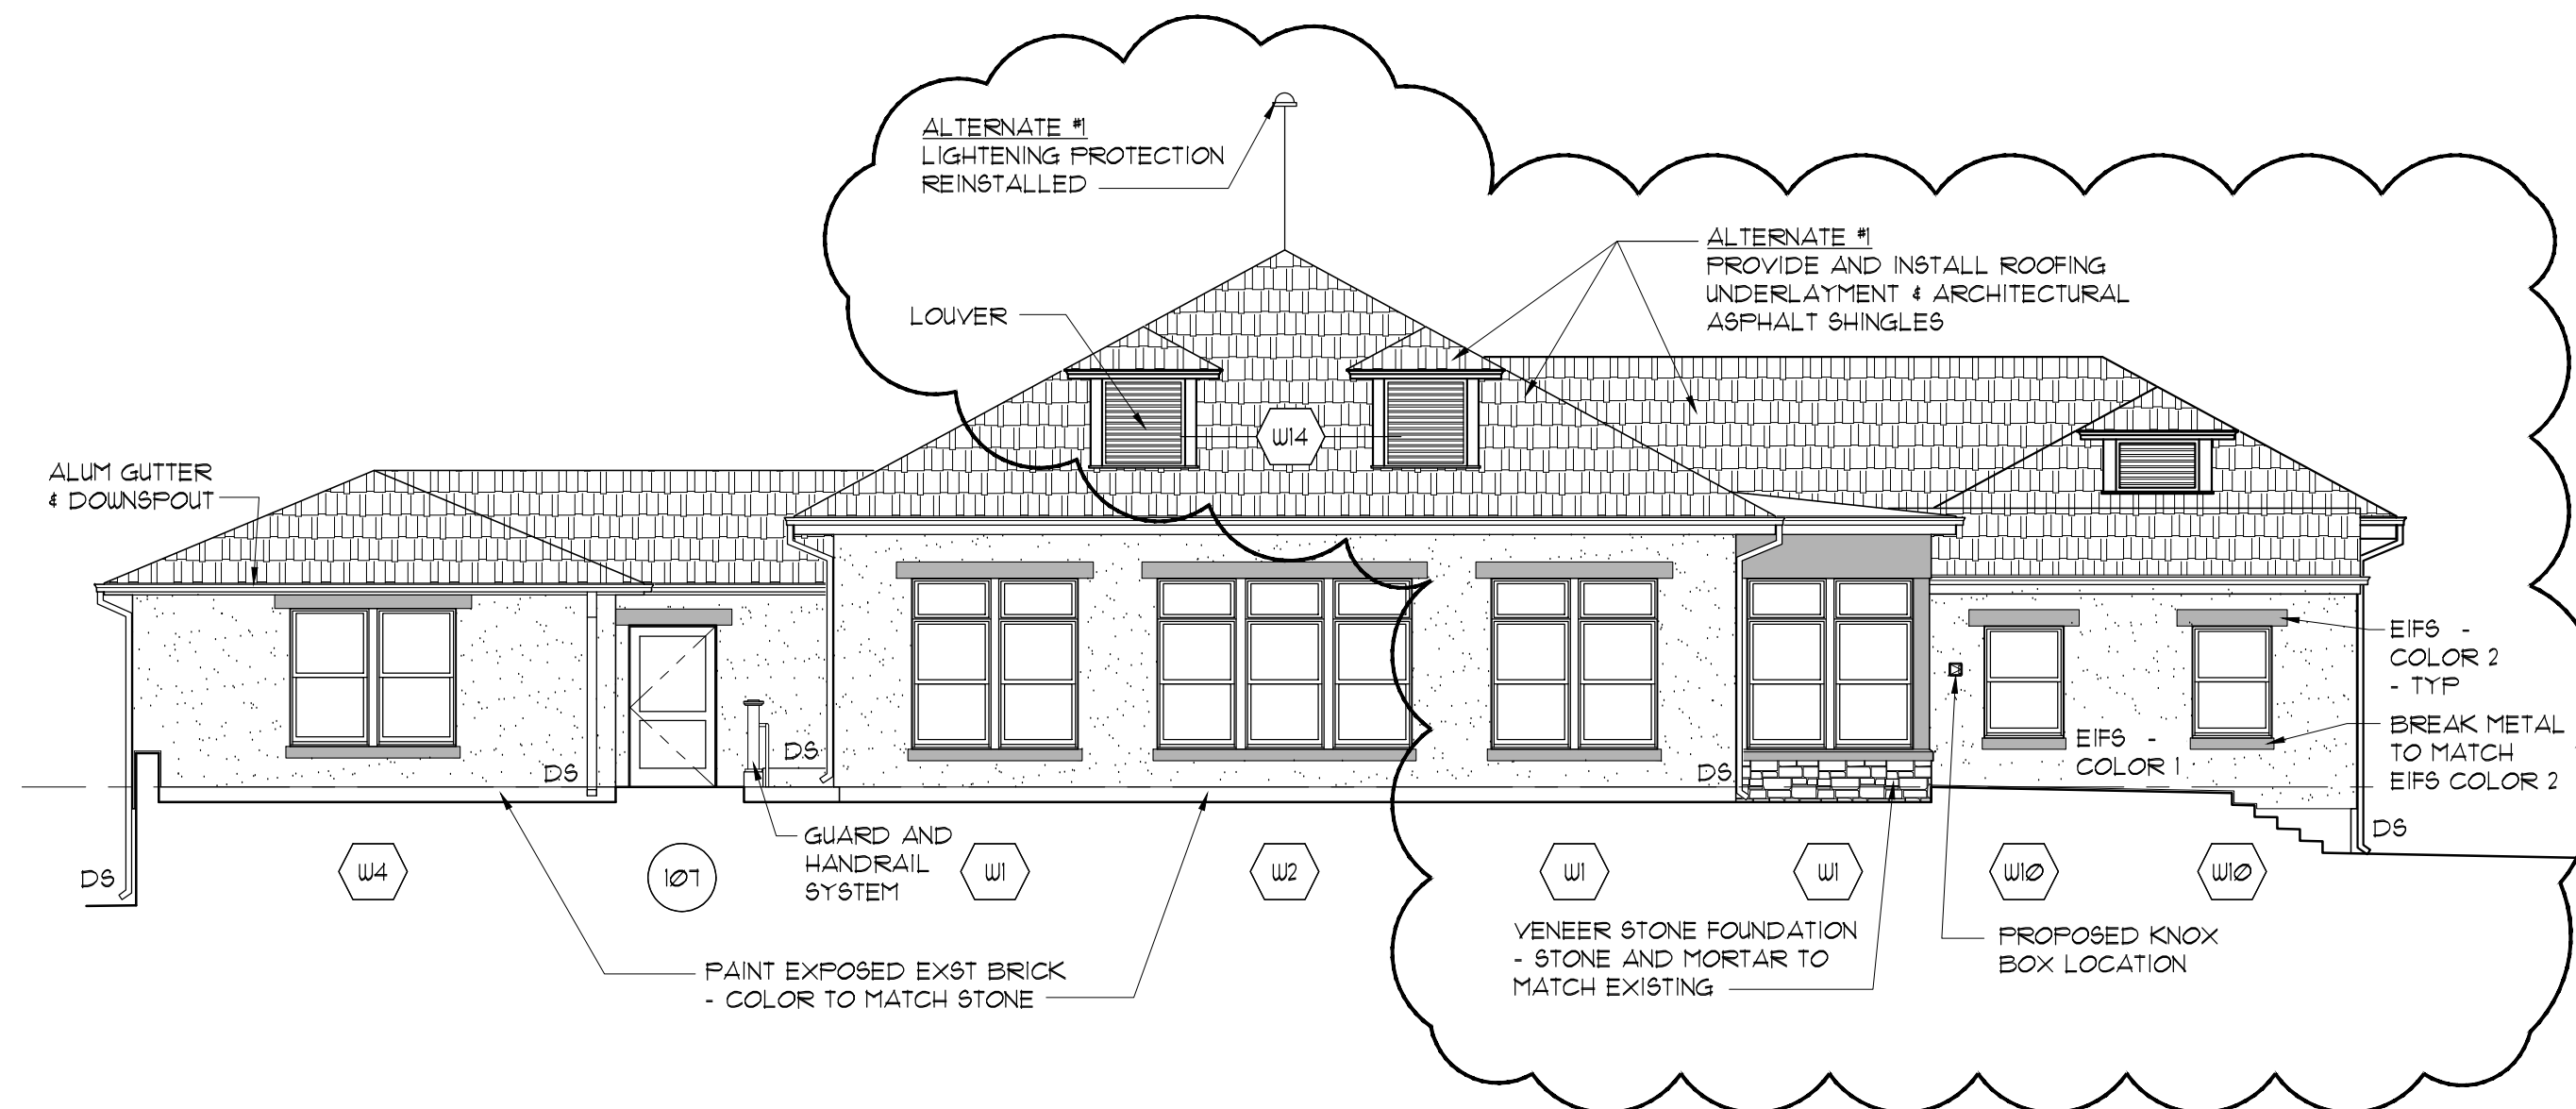 ALTERNATE #1
LIGHTENING PROTECTION
REINSTALLED
ALTERNATE #1
PROVIDE AND INSTALL ROOFING
UNDERLAYMENT & ARCHITECTURAL
ASPHALT SHINGLES
LOUVER
W14
ALUM GUTTER
& DOWNSPOUT
EIFS -
COLOR 2
- TYP
BREAK METAL
TO MATCH
EIFS COLOR 2
EIFS -
COLOR 1
DS
DS
DS
DS
DS
GUARD AND
HANDRAIL
SYSTEM
W4
107
W1
W2
W1
W1
W10
W10
VENEER STONE FOUNDATION
- STONE AND MORTAR TO
MATCH EXISTING
PROPOSED KNOX
BOX LOCATION
PAINT EXPOSED EXST BRICK
- COLOR TO MATCH STONE